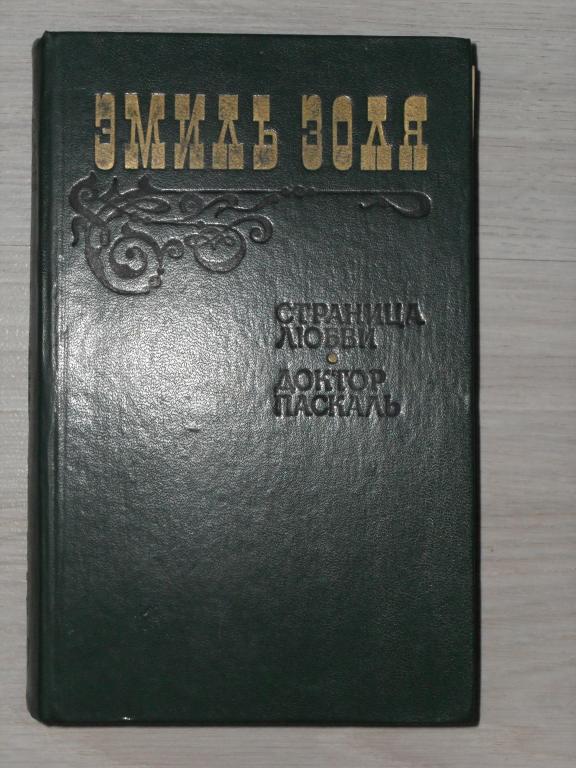 ЭМИЛЬ ЗОЛЯ
СТРАНИЦА
ЛЮБВИ
•
ДОКТОР
ПАСКАЛЬ